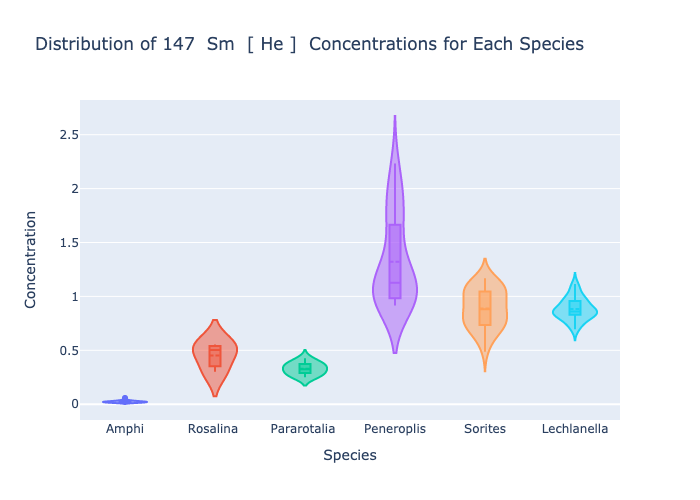 Distribution of 147 Sm [ He ] Concentrations for Each Species
2.5
2
1.5
1
0.5
0
Concentration
Amphi Rosalina Pararotalia Peneroplis Sorites Lechlanella
Species